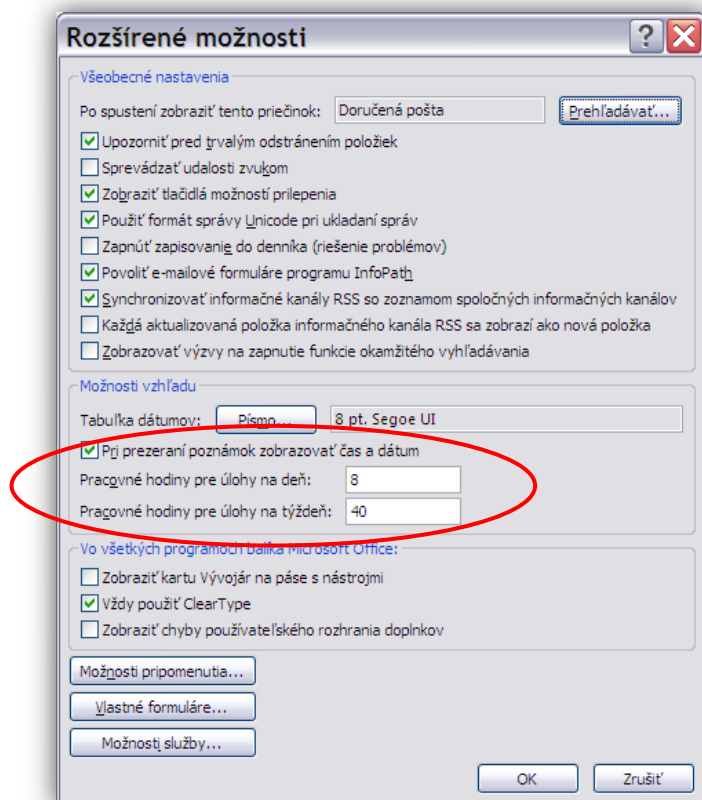 Rozšírené možnosti
Všeobecné nastavenia
Po spustení zobraziť tento priečinok: Doručená pošta Prehľadávať...
Upozorniť pred trvalým odstránením položiek
Sprevádzať udalosti zvukom
Zobraziť tlačidlá možností prilepenia
Použiť formát správy Unicode pri ukladaní správ
Zapnúť zapisovanie do denníka (riešenie problémov)
Povoliť e-mailové formuláre programu InfoPath
Synchronizovať informačné kanály RSS so zoznamom spoločných informačných kanálov
Každá aktualizovaná položka informačného kanála RSS sa zobrazí ako nová položka
Zobrazovať výzvy na zapnutie funkcie okamžitého vyhľadávania
Možnosti vzhľadu
Tabuľka dátumov: Písmo... 8 pt. Segoe UI
Pri prezeraní poznámok zobrazovať čas a dátum
Pracovné hodiny pre úlohy na deň: 8
Pracovné hodiny pre úlohy na týždeň: 40
Vo všetkých programoch balíka Microsoft Office:
Zobraziť kartu Vývojár na páse s nástrojmi
Vždy použiť ClearType
Zobraziť chyby používateľského rozhrania doplnkov
Možnosti pripomenutia...
Vlastné formuláre...
Možnosti služby...
OK Zrušiť